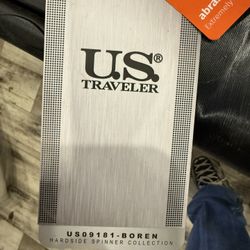 U.S.®
TRAVELER
US09181-BOREN
HARDSIDE SPINNER COLLECTION
abra
Extremely